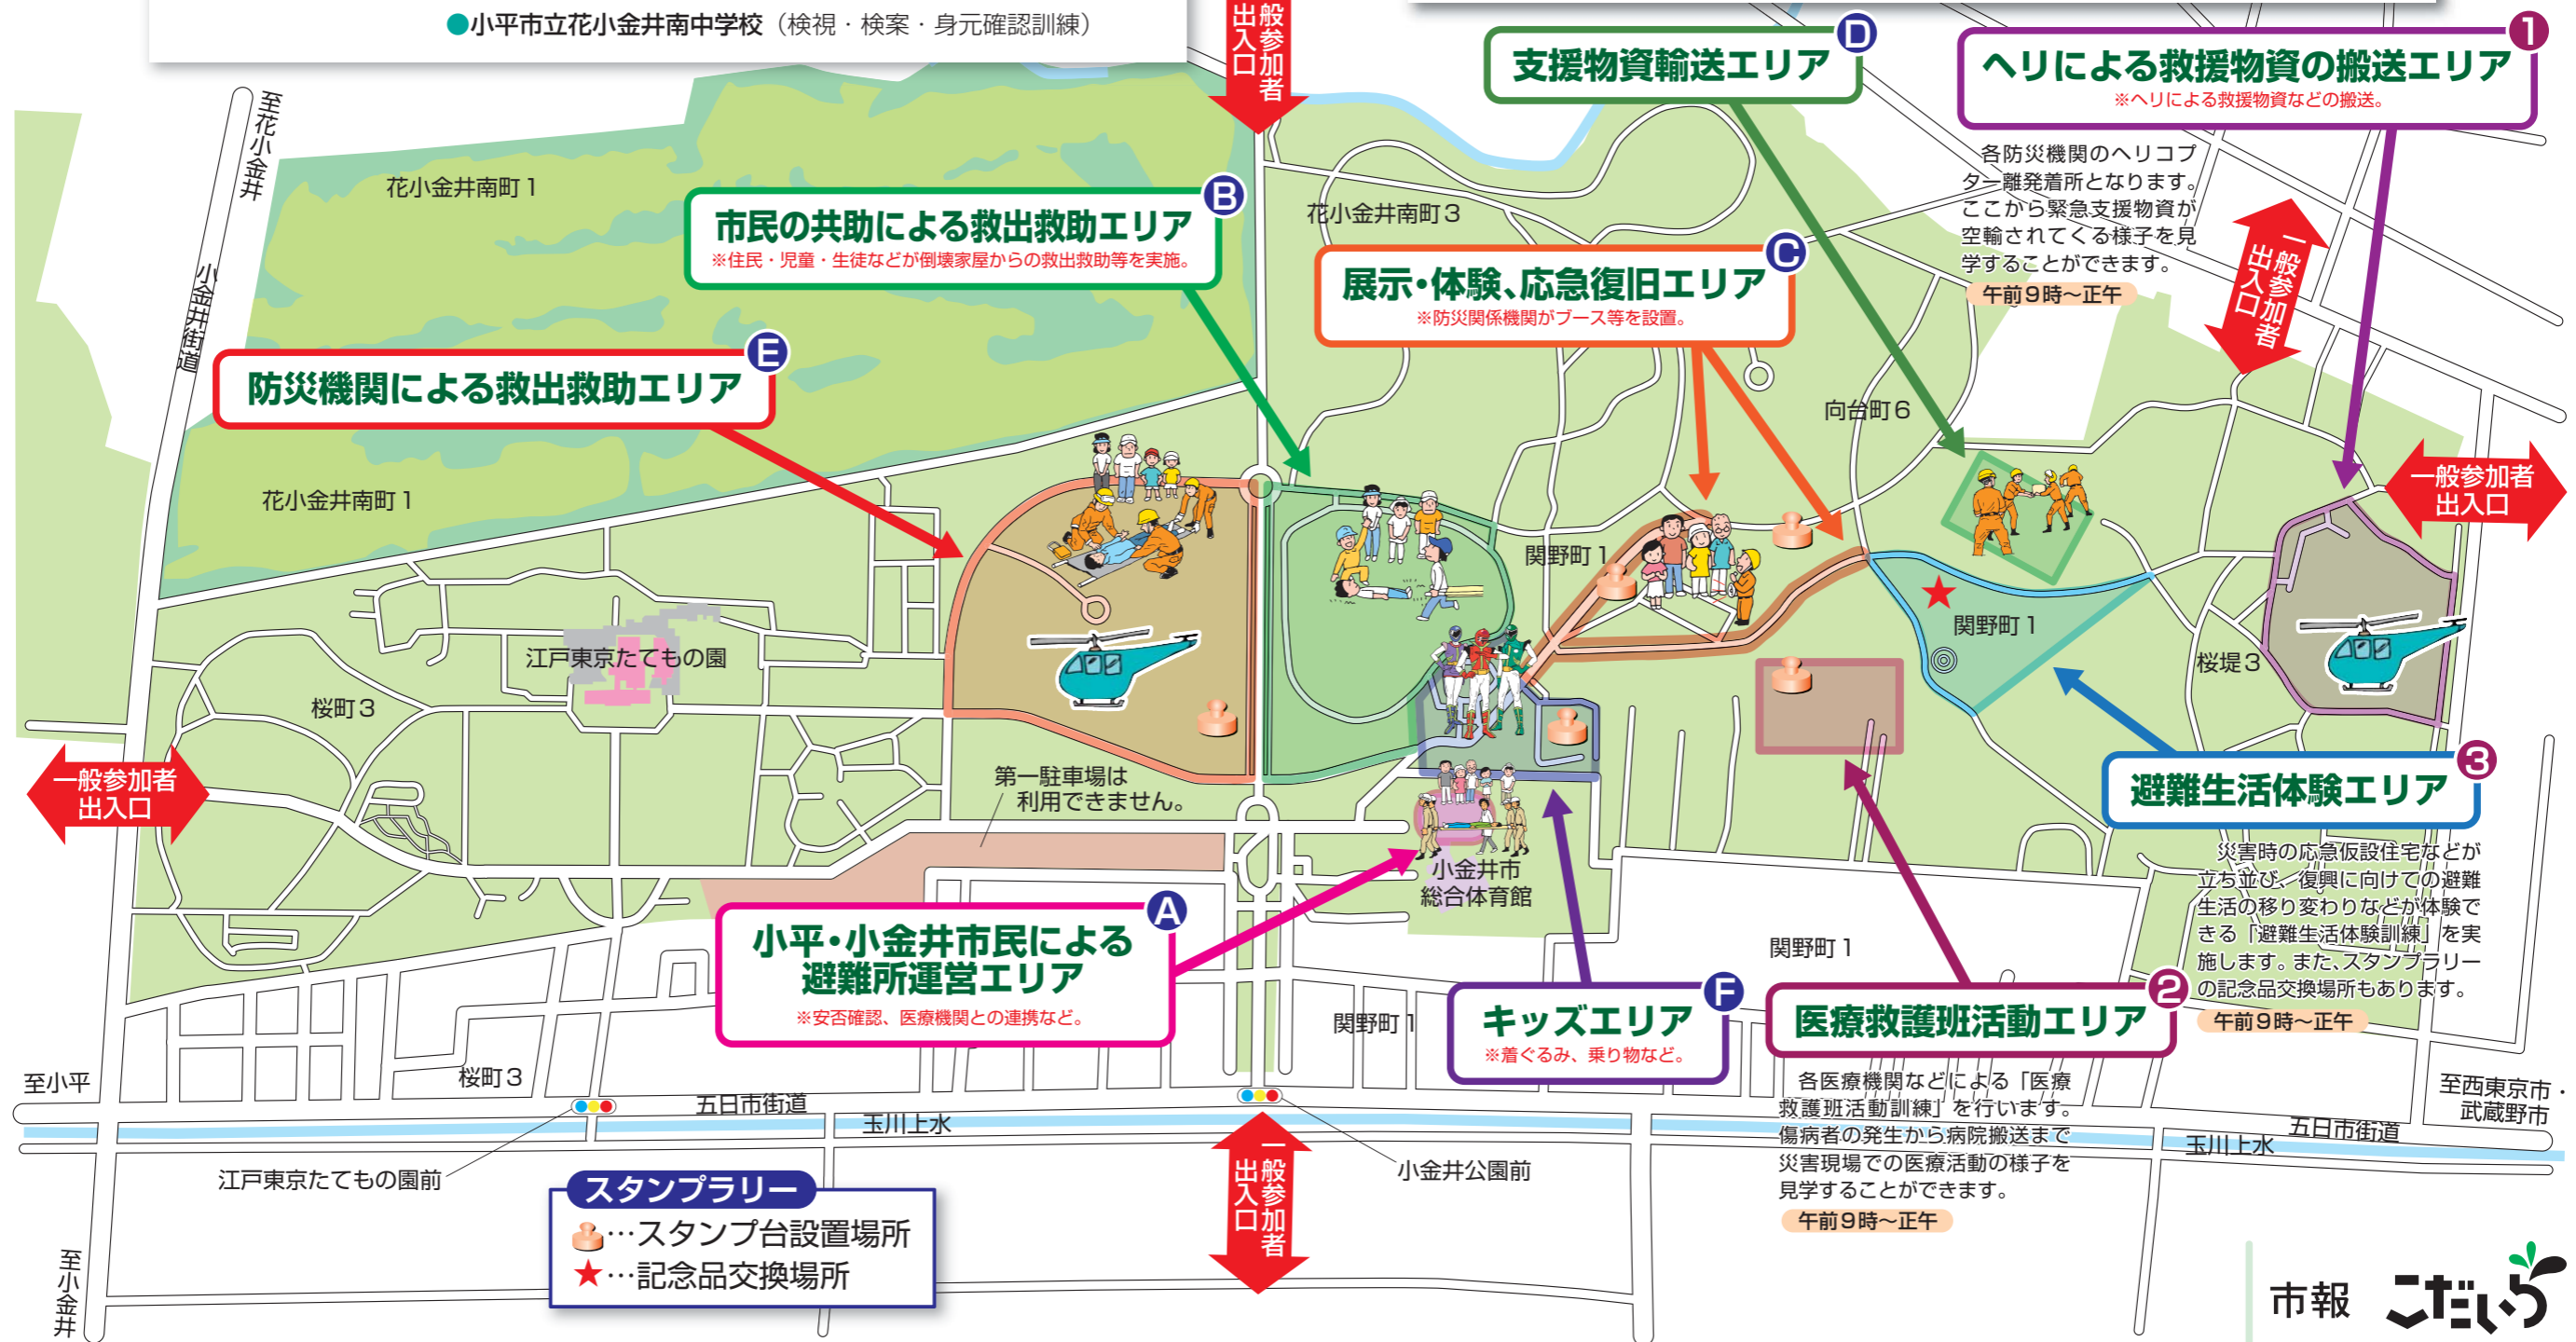 ●小平市立花小金井南中学校（検視・検案・身元確認訓練）
一般参加者
出入口
支援物資輸送エリア
D
ヘリによる救援物資の搬送エリア
1
※ヘリによる救援物資などの搬送。
各防災機関のヘリコプ
ター離発着所となります。
ここから緊急支援物資が
空輸されてくる様子を見
学することができます。
午前９時～正午
一般参加者
出入口
至花小金井
小金井街道
花小金井南町１
市民の共助による救出救助エリア
B
※住民・児童・生徒などが倒壊家屋からの救出救助等を実施。
花小金井南町３
展示・体験、応急復旧エリア
C
※防災関係機関がブース等を設置。
防災機関による救出救助エリア
E
向台町６
花小金井南町１
一般参加者
出入口
関野町１
関野町１
江戸東京たてもの園
桜町３
桜堤３
一般参加者
出入口
第一駐車場は
利用できません。
避難生活体験エリア
3
災害時の応急仮設住宅などが
立ち並び、復興に向けての避難
生活の移り変わりなどが体験で
きる「避難生活体験訓練」を実
施します。また、スタンプラリー
の記念品交換場所もあります。
午前９時～正午
小金井市
総合体育館
小平・小金井市民による
避難所運営エリア
A
※安否確認、医療機関との連携など。
関野町１
関野町１
キッズエリア
F
※着ぐるみ、乗り物など。
医療救護班活動エリア
2
各医療機関などによる「医療
救護班活動訓練」を行います。
傷病者の発生から病院搬送まで
災害現場での医療活動の様子を
見学することができます。
午前９時～正午
至小平
桜町３
五日市街道
玉川上水
至西東京市・
武蔵野市
五日市街道
玉川上水
江戸東京たてもの園前
小金井公園前
一般参加者
出入口
スタンプラリー
…スタンプ台設置場所
★…記念品交換場所
至小金井
市報 こだいら